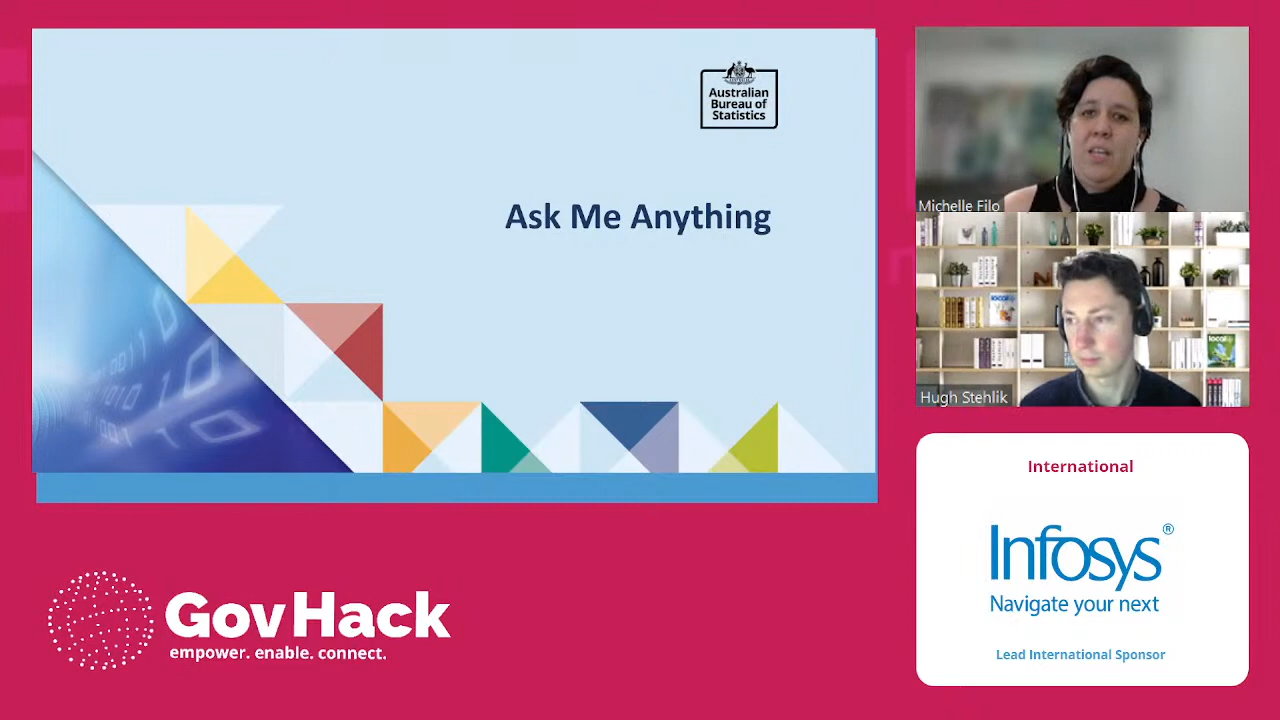 Australian
Bureau of
Statistics
Ask Me Anything
Michelle Filo
Hugh Stehlik
International
Infosys®
Navigate your next
Lead International Sponsor
GovHack
empower. enable. connect.